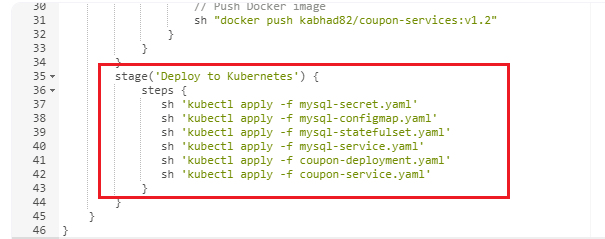 30 // Push Docker image
31 sh "docker push kabhad82/coupon-services:v1.2"
32 }
33 }
34 }
35 stage('Deploy to Kubernetes') {
36 steps {
37 sh 'kubectl apply -f mysql-secret.yaml'
38 sh 'kubectl apply -f mysql-configmap.yaml'
39 sh 'kubectl apply -f mysql-statefulset.yaml'
40 sh 'kubectl apply -f mysql-service.yaml'
41 sh 'kubectl apply -f coupon-deployment.yaml'
42 sh 'kubectl apply -f coupon-service.yaml'
43 }
44 }
45 }
46 }